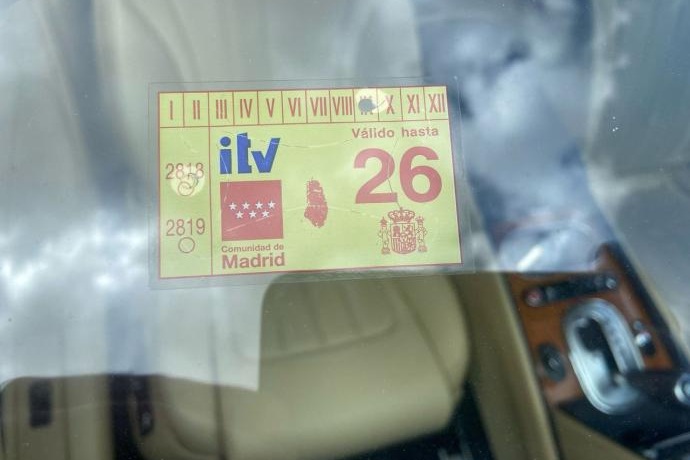 I II III IV V VI VII VIII IX X XI XII
Válido hasta
itv
26
2818
2819
Comunidad de
Madrid